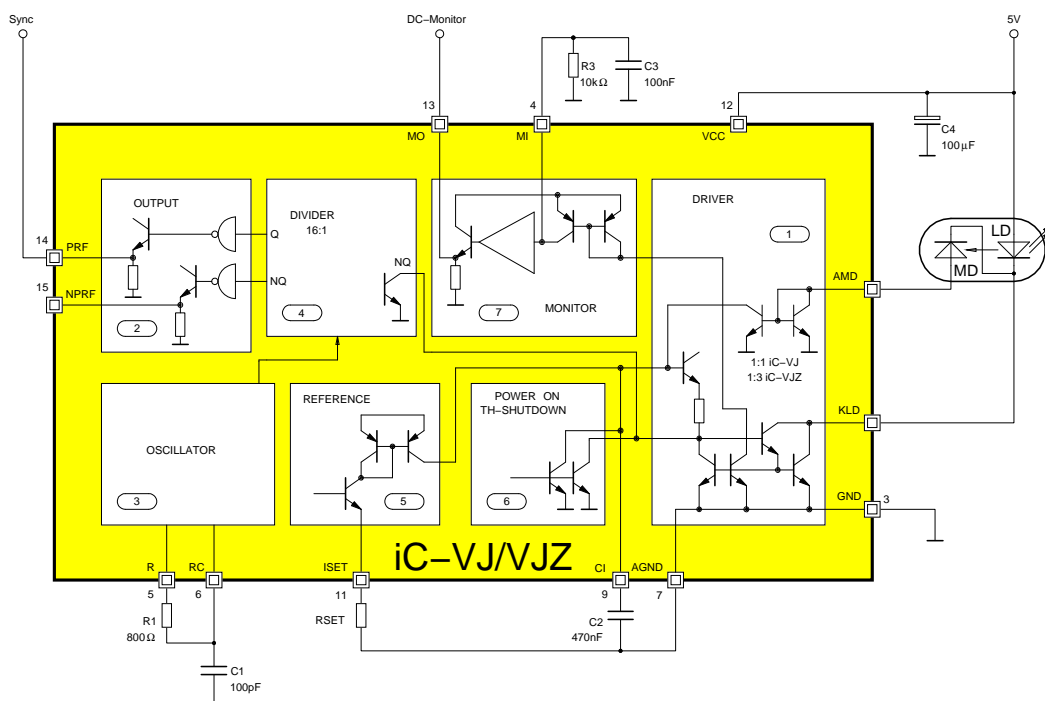 Sync
DC−Monitor
5V
R3
10kΩ
C3
100nF
13
4
12
MO
MI
VCC
C4
100μF
OUTPUT
DIVIDER
16:1
DRIVER
14
PRF
Q
1
LD
MD
NQ
NQ
15
NPRF
AMD
2
4
7
MONITOR
1:1 iC−VJ
1:3 iC−VJZ
REFERENCE
POWER ON
TH−SHUTDOWN
KLD
OSCILLATOR
3
5
6
GND
3
iC−VJ/VJZ
R
RC
ISET
CI
AGND
5
6
11
9
7
R1
800Ω
RSET
C2
470nF
C1
100pF